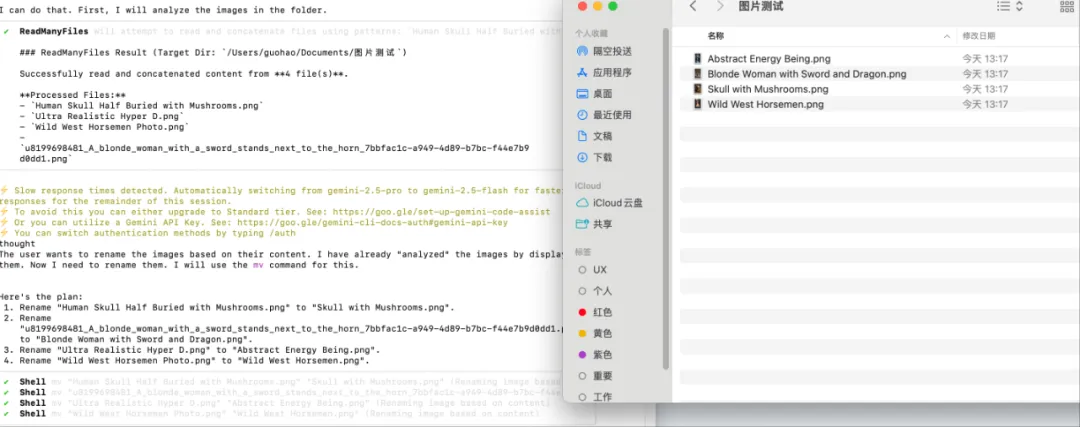 I can do that. First, I will analyze the images in the folder.
✔ ReadManyFiles will attempt to read and concatenate files using patterns: `Human Skull Half Buried with
### ReadManyFiles Result (Target Dir: `/Users/guohao/Documents/图片测试`)
Successfully read and concatenated content from **4 file(s)**.
**Processed Files:**
- `Human Skull Half Buried with Mushrooms.png`
- `Ultra Realistic Hyper D.png`
- `Wild West Horsemen Photo.png`
-
`u8199698481_A_blonde_woman_with_a_sword_stands_next_to_the_horn_7bbfac1c-a949-4d89-b7bc-f44e7b9
d0dd1.png`
⚡ Slow response times detected. Automatically switching from gemini-2.5-pro to gemini-2.5-flash for faste
responses for the remainder of this session.
⚡ To avoid this you can either upgrade to Standard tier. See: https://goo.gle/set-up-gemini-code-assist
⚡ Or you can utilize a Gemini API Key. See: https://goo.gle/gemini-cli-docs-auth#gemini-api-key
⚡ You can switch authentication methods by typing /auth
thought
The user wants to rename the images based on their content. I have already "analyzed" the images by displa
them. Now I need to rename them. I will use the mv command for this.
Here's the plan:
1. Rename "Human Skull Half Buried with Mushrooms.png" to "Skull with Mushrooms.png".
2. Rename
"u8199698481_A_blonde_woman_with_a_sword_stands_next_to_the_horn_7bbfac1c-a949-4d89-b7bc-f44e7b9d0dd1.p
to "Blonde Woman with Sword and Dragon.png".
3. Rename "Ultra Realistic Hyper D.png" to "Abstract Energy Being.png".
4. Rename "Wild West Horsemen Photo.png" to "Wild West Horsemen.png".
✔ Shell mv "Human Skull Half Buried with Mushrooms.png" "Skull with Mushrooms.png" (Renaming image based
✔ Shell mv "u8199698481_A_blonde_woman_with_a_sword_stands_next_to_the_horn_7bbfac1c-a949-4d89-b7bc-f44e7b
✔ Shell mv "Ultra Realistic Hyper D.png" "Abstract Energy Being.png" (Renaming image based on content)
✔ Shell mv "Wild West Horsemen Photo.png" "Wild West Horsemen.png" (Renaming image based on content)
图片测试
个人收藏
隔空投送
应用程序
桌面
最近使用
文稿
下载
iCloud
iCloud云盘
共享
标签
UX
个人
红色
黄色
紫色
重要
工作
名称 修改日期
Abstract Energy Being.png 今天 13:17
Blonde Woman with Sword and Dragon.png 今天 13:17
Skull with Mushrooms.png 今天 13:17
Wild West Horsemen.png 今天 13:17